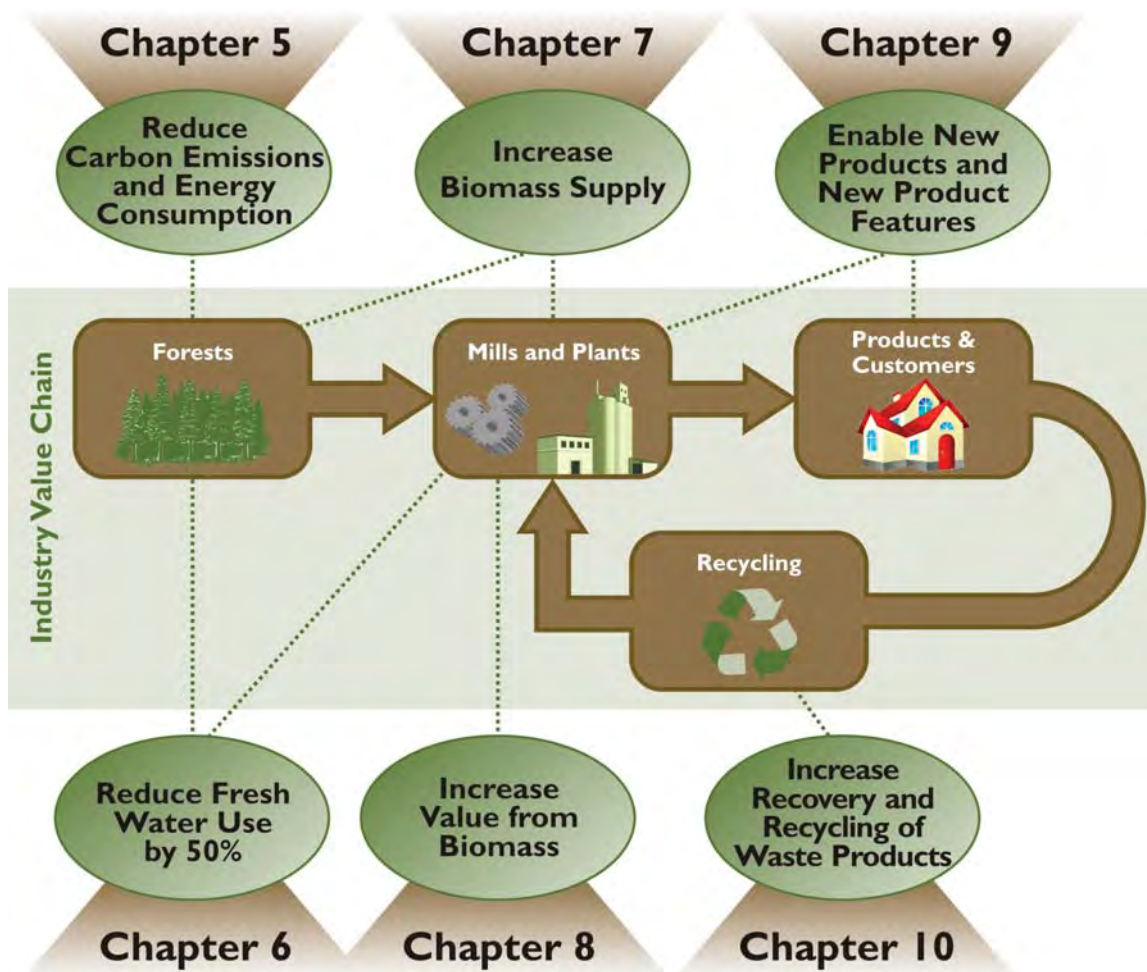 Chapter 5
Chapter 7
Chapter 9
Reduce
Carbon Emissions
and Energy
Consumption
Increase
Biomass Supply
Enable New
Products and
New Product
Features
Industry Value Chain
Forests
Mills and Plants
Products &
Customers
Recycling
Reduce Fresh
Water Use
by 50%
Increase
Value from
Biomass
Increase
Recovery and
Recycling of
Waste Products
Chapter 6
Chapter 8
Chapter 10